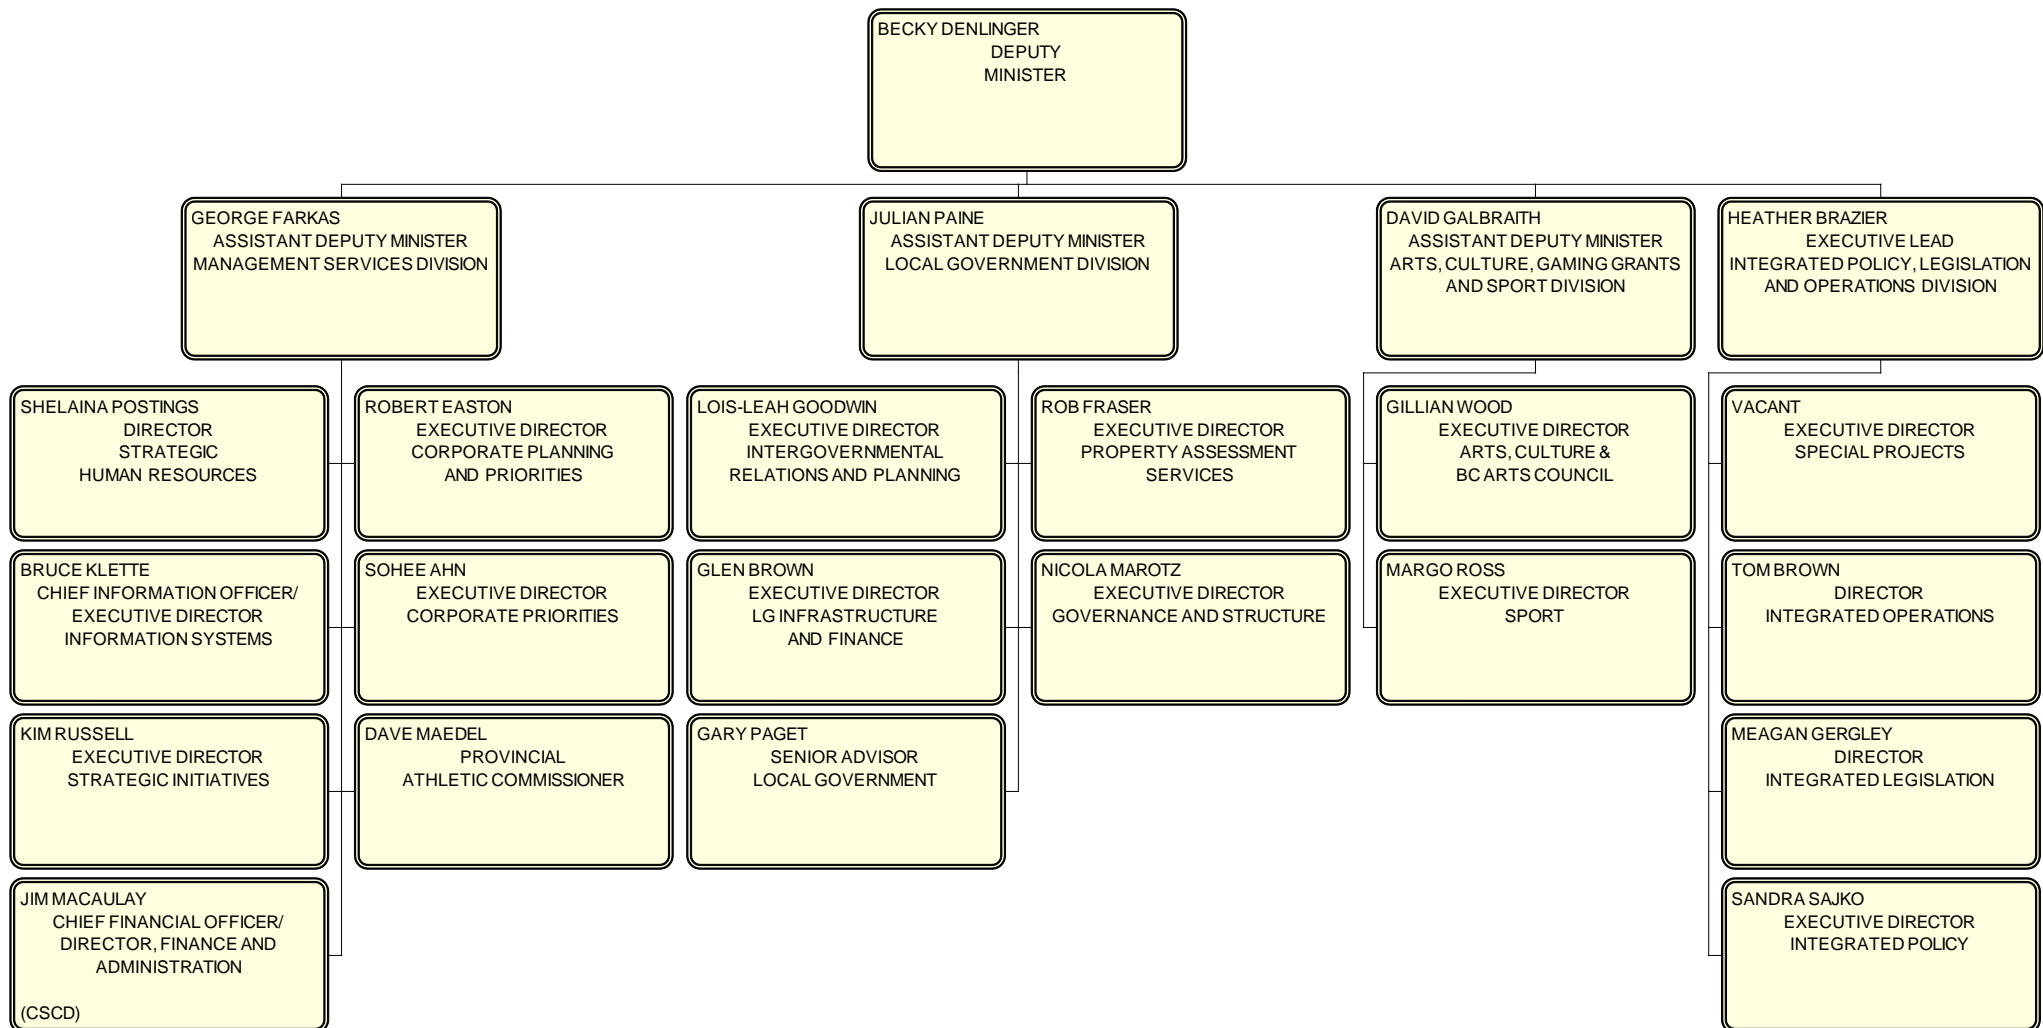 BECKY DENLINGER
DEPUTY
MINISTER
GEORGE FARKAS
ASSISTANT DEPUTY MINISTER
MANAGEMENT SERVICES DIVISION
JULIAN PAINE
ASSISTANT DEPUTY MINISTER
LOCAL GOVERNMENT DIVISION
DAVID GALBRAITH
ASSISTANT DEPUTY MINISTER
ARTS, CULTURE, GAMING GRANTS
AND SPORT DIVISION
HEATHER BRAZIER
EXECUTIVE LEAD
INTEGRATED POLICY, LEGISLATION
AND OPERATIONS DIVISION
SHELAINA POSTINGS
DIRECTOR
STRATEGIC
HUMAN RESOURCES
ROBERT EASTON
EXECUTIVE DIRECTOR
CORPORATE PLANNING
AND PRIORITIES
LOIS-LEAH GOODWIN
EXECUTIVE DIRECTOR
INTERGOVERNMENTAL
RELATIONS AND PLANNING
ROB FRASER
EXECUTIVE DIRECTOR
PROPERTY ASSESSMENT
SERVICES
GILLIAN WOOD
EXECUTIVE DIRECTOR
ARTS, CULTURE &
BC ARTS COUNCIL
VACANT
EXECUTIVE DIRECTOR
SPECIAL PROJECTS
BRUCE KLETTE
CHIEF INFORMATION OFFICER/
EXECUTIVE DIRECTOR
INFORMATION SYSTEMS
SOHEE AHN
EXECUTIVE DIRECTOR
CORPORATE PRIORITIES
GLEN BROWN
EXECUTIVE DIRECTOR
LG INFRASTRUCTURE
AND FINANCE
NICOLA MAROTZ
EXECUTIVE DIRECTOR
GOVERNANCE AND STRUCTURE
MARGO ROSS
EXECUTIVE DIRECTOR
SPORT
TOM BROWN
DIRECTOR
INTEGRATED OPERATIONS
KIM RUSSELL
EXECUTIVE DIRECTOR
STRATEGIC INITIATIVES
DAVE MAEDEL
PROVINCIAL
ATHLETIC COMMISSIONER
GARY PAGET
SENIOR ADVISOR
LOCAL GOVERNMENT
MEAGAN GERGLEY
DIRECTOR
INTEGRATED LEGISLATION
JIM MACAULAY
CHIEF FINANCIAL OFFICER/
DIRECTOR, FINANCE AND
ADMINISTRATION
(CSCD)
SANDRA SAJKO
EXECUTIVE DIRECTOR
INTEGRATED POLICY